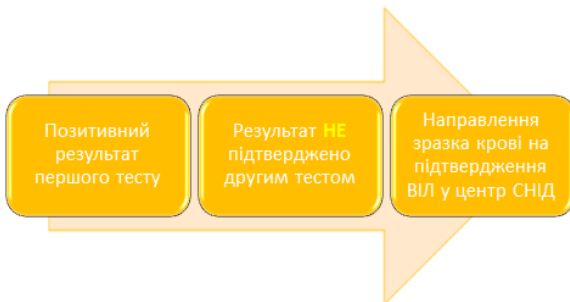 Позитивний
результат
першого тесту
Результат НЕ
підтверджено
другим тестом
Направлення
зразка крові на
підтвердження
ВІЛ у центр СНІД